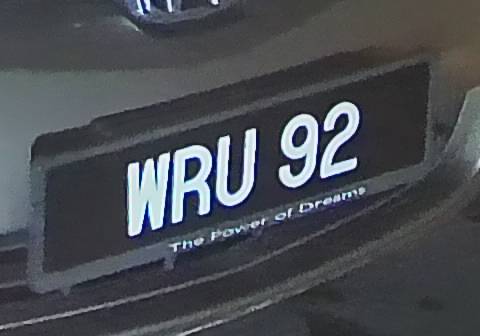 WRU 92
The Power of Dreams